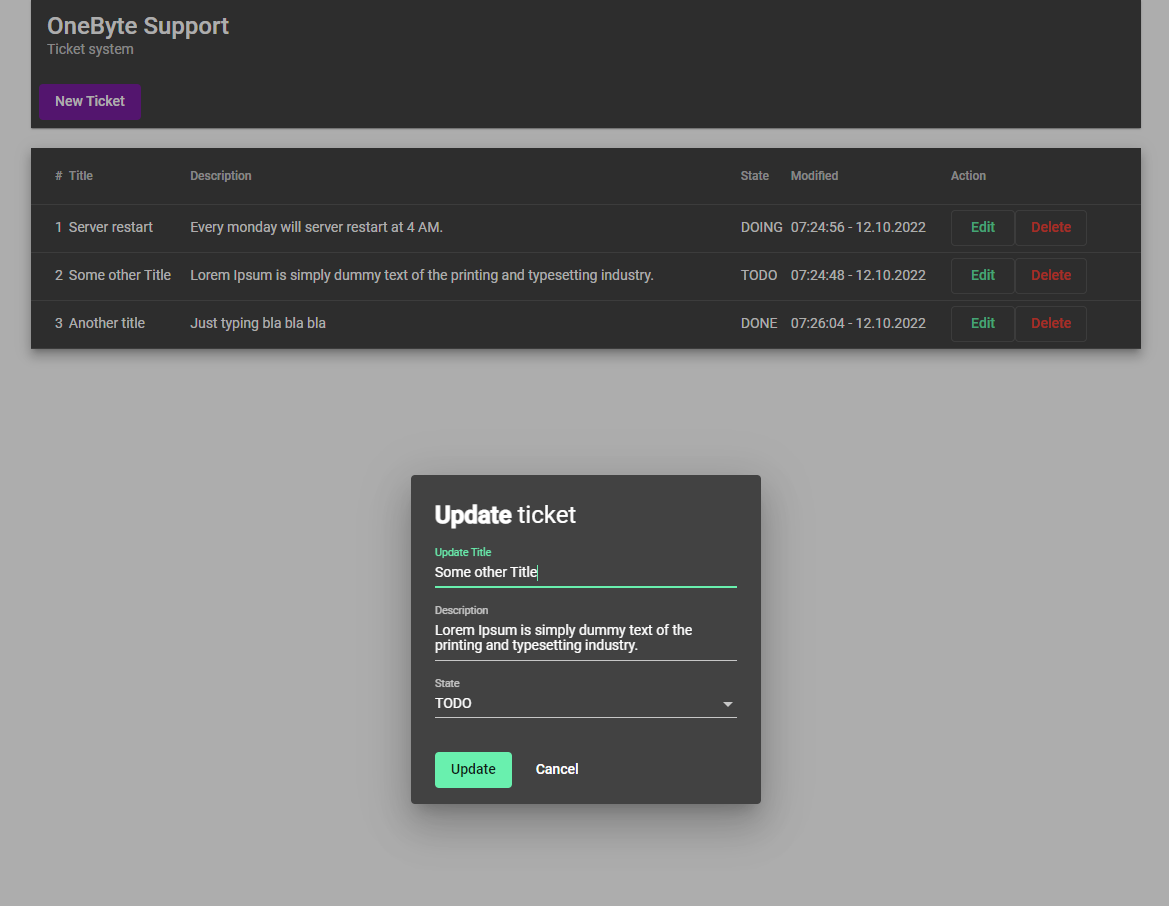 OneByte Support
Ticket system
New Ticket
# Title Description State Modified Action
1 Server restart Every monday will server restart at 4 AM. DOING 07:24:56 - 12.10.2022 Edit Delete
2 Some other Title Lorem Ipsum is simply dummy text of the printing and typesetting industry. TODO 07:24:48 - 12.10.2022 Edit Delete
3 Another title Just typing bla bla bla DONE 07:26:04 - 12.10.2022 Edit Delete
Update ticket
Update Title
Some other Title
Description
Lorem Ipsum is simply dummy text of the
printing and typesetting industry.
State
TODO
Update Cancel